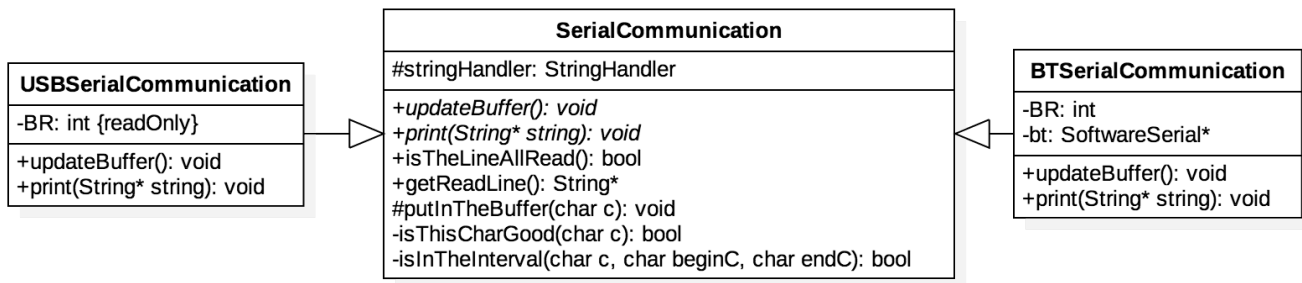 USBSerialCommunication
-BR: int {readOnly}
+updateBuffer(): void
+print(String* string): void
SerialCommunication
#stringHandler: StringHandler
+updateBuffer(): void
+print(String* string): void
+isTheLineAllRead(): bool
+getReadLine(): String*
#putInTheBuffer(char c): void
-isThisCharGood(char c): bool
-isInTheInterval(char c, char beginC, char endC): bool
BTSerialCommunication
-BR: int
-bt: SoftwareSerial*
+updateBuffer(): void
+print(String* string): void